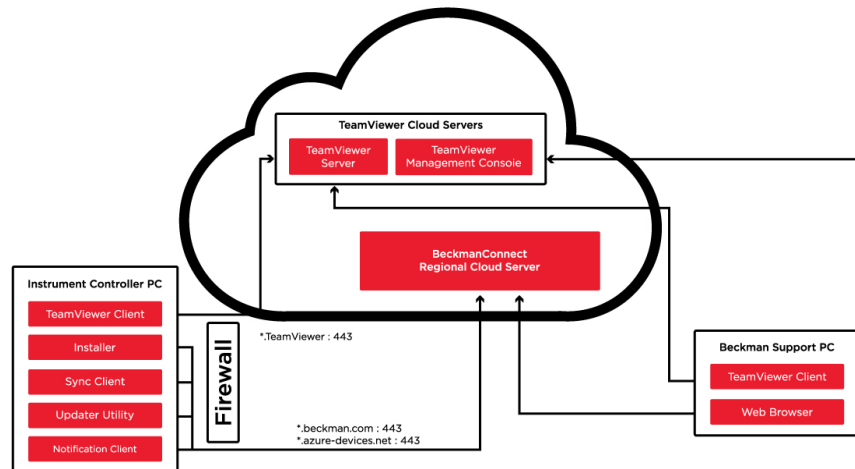 TeamViewer Cloud Servers
TeamViewer
Server
TeamViewer
Management Consoie
BeckmanConnect
Regional Cloud Server
Instrument Controller PC
TeamViewer Client
Installer
Sync Client
Updater Utility
Notification Client
Firewall
*.TeamViewer : 443
*.beckman.com : 443
*.azure-devices.net : 443
Beckman Support PC
TeamViewer Client
Web Browser